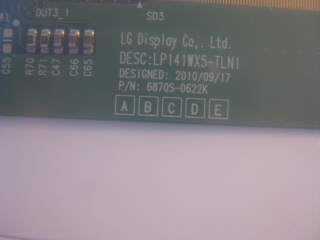 OUT3_1
SD3
LG Display Co,. Ltd.
DESC:LP141WX5-TLN1
DESIGNED: 2010/09/17
P/N: 6870S-0622K
A B C D E
C55
R70
R71
C47
C66
C65